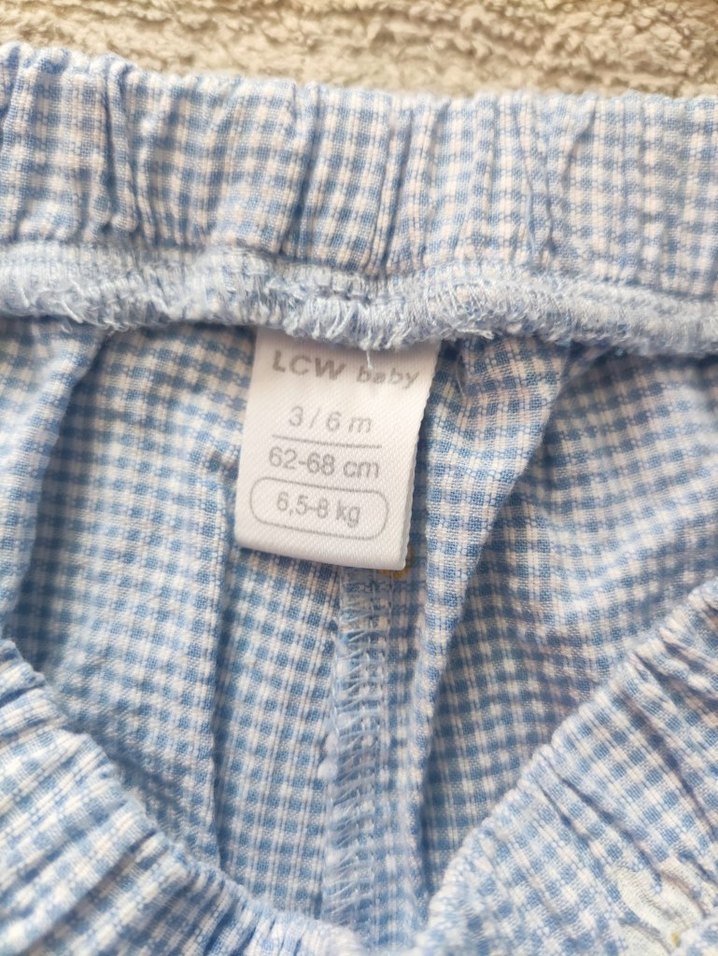 LCW baby
3/6 m
62-68 cm
6,5-8 kg